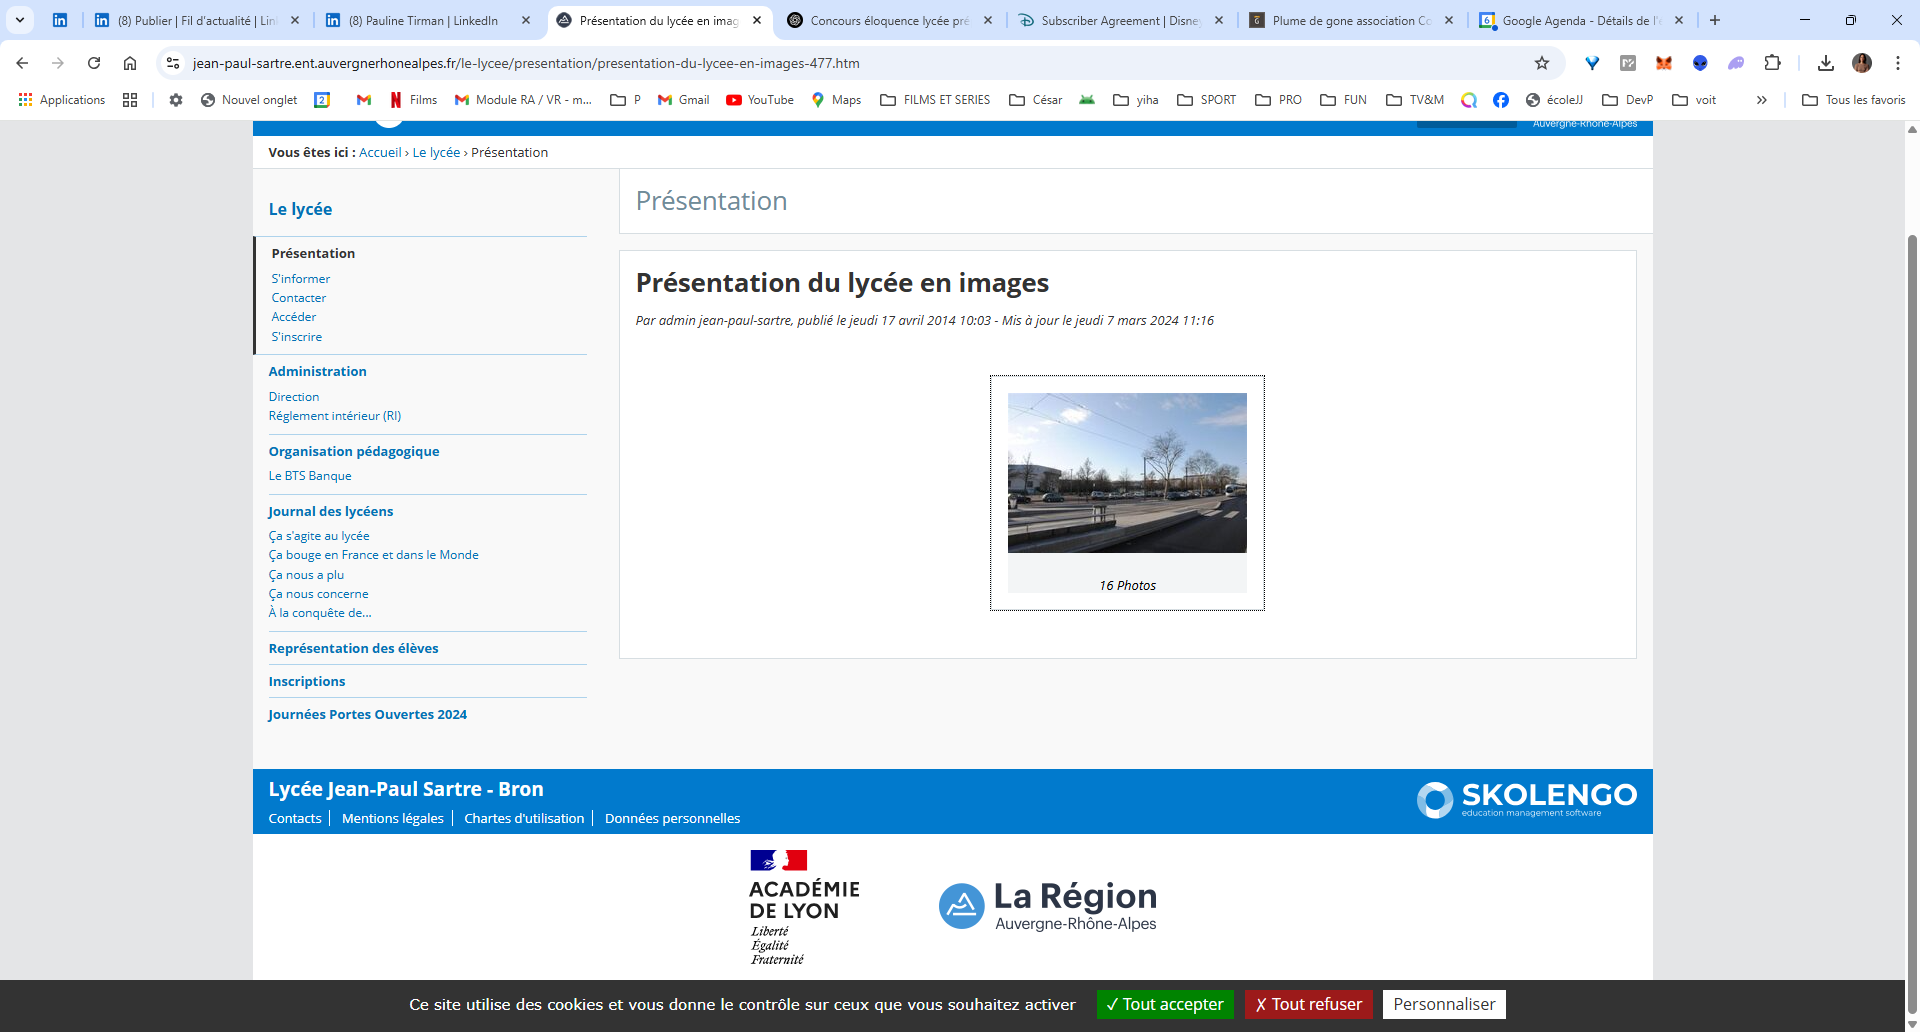 (8) Publier | Fil d'actualité | Lin
(8) Pauline Tirman | LinkedIn
Présentation du lycée en imag
Concours éloquence lycée pré
Subscriber Agreement | Disne
Plume de gone association Co
Google Agenda - Détails de l'é
jean-paul-sartre.ent.auvergnerhonealpes.fr/le-lycee/presentation/presentation-du-lycee-en-images-477.htm
Applications
Nouvel onglet
Films
Module RA / VR - m...
P
Gmail
YouTube
Maps
FILMS ET SERIES
César
yiha
SPORT
PRO
FUN
TV&M
écoleJJ
DevP
voit
»
Tous les favoris
Auvergne-Rhône-Alpes
Vous êtes ici : Accueil › Le lycée › Présentation
Le lycée
Présentation
S'informer
Contacter
Accéder
S'inscrire
Administration
Direction
Réglement intérieur (RI)
Organisation pédagogique
Le BTS Banque
Journal des lycéens
Ça s'agite au lycée
Ça bouge en France et dans le Monde
Ça nous a plu
Ça nous concerne
À la conquête de...
Représentation des élèves
Inscriptions
Journées Portes Ouvertes 2024
Présentation
Présentation du lycée en images
Par admin jean-paul-sartre, publié le jeudi 17 avril 2014 10:03 - Mis à jour le jeudi 7 mars 2024 11:16
16 Photos
Lycée Jean-Paul Sartre - Bron
Contacts
Mentions légales
Chartes d'utilisation
Données personnelles
SKOLENGO
education management software
ACADÉMIE
DE LYON
Liberté
Égalité
Fraternité
La Région
Auvergne-Rhône-Alpes
Ce site utilise des cookies et vous donne le contrôle sur ceux que vous souhaitez activer
✓ Tout accepter
✗ Tout refuser
Personnaliser